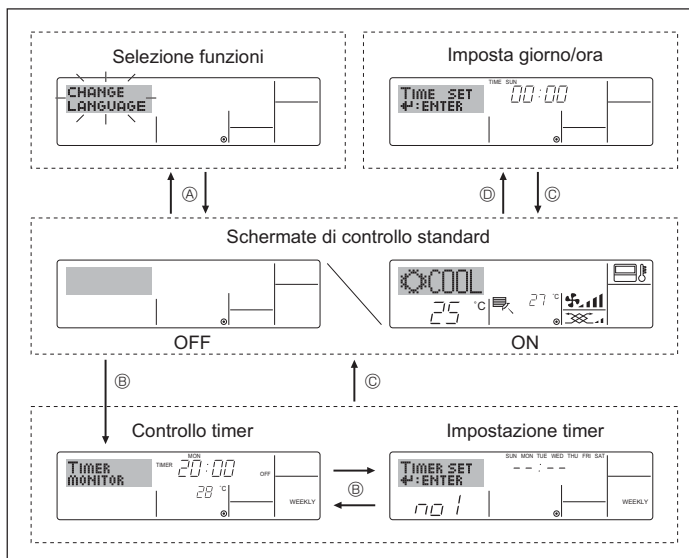 Selezione funzioni
CHANGE
LANGUAGE
Imposta giorno/ora
TIME SUN
TIME SET 00:00
↵:ENTER
Ⓐ
Ⓓ Ⓒ
Schermate di controllo standard
COOL
25 °C 27 °C
OFF ON
Ⓑ Ⓒ
Controllo timer
MON
TIMER MONITOR
TIMER 20:00 OFF
28 °C
WEEKLY
Ⓑ
Impostazione timer
SUN MON TUE WED THU FRI SAT
TIMER SET --:--
↵:ENTER
no 1 WEEKLY